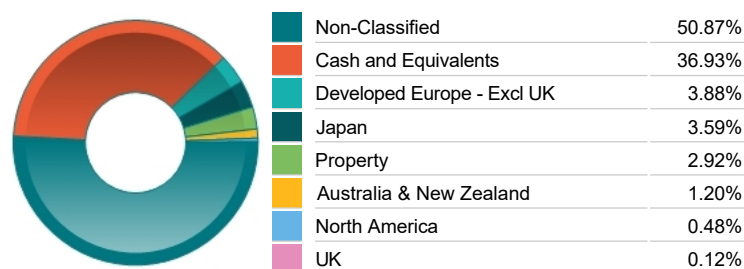 Non-Classified 50.87%
Cash and Equivalents 36.93%
Developed Europe - Excl UK 3.88%
Japan 3.59%
Property 2.92%
Australia & New Zealand 1.20%
North America 0.48%
UK 0.12%